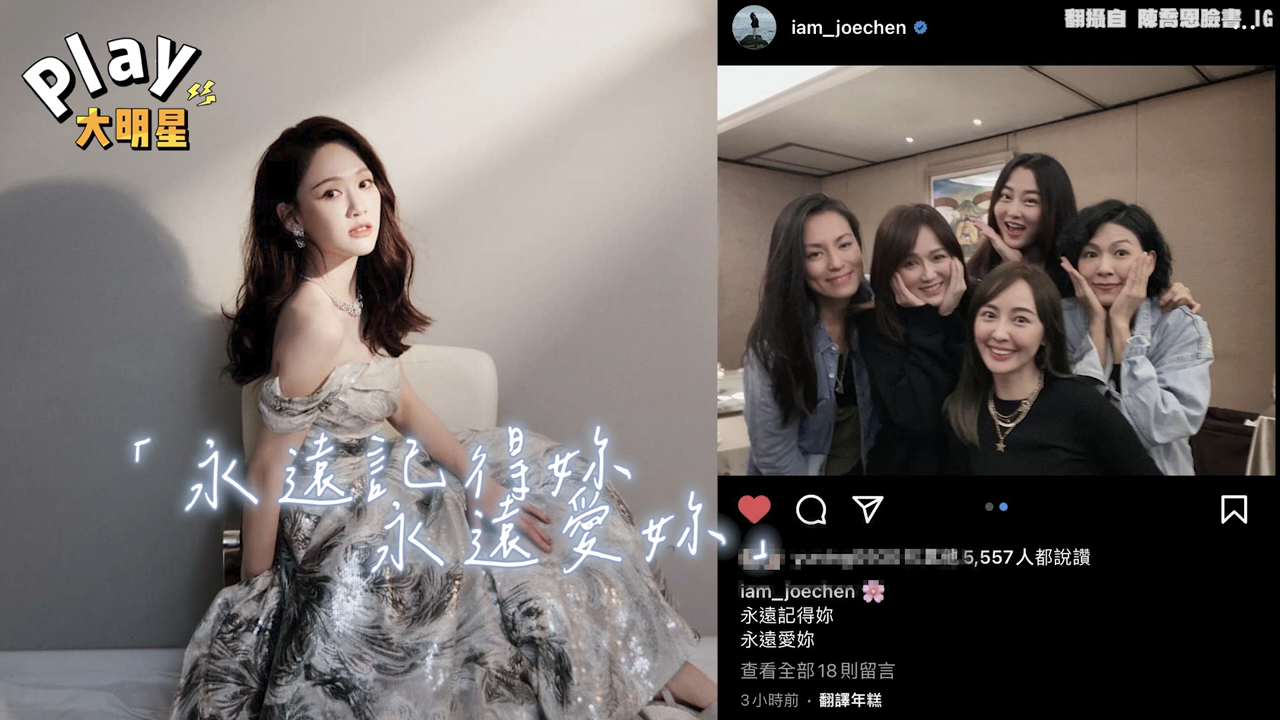 Play
大明星
「永遠記得妳
永遠愛妳」
iam_joechen
翻攝自 陳喬恩臉書 IG
5,557人都說讚
iam_joechen 🌸
永遠記得妳
永遠愛妳
查看全部18則留言
3小時前 · 翻譯年糕